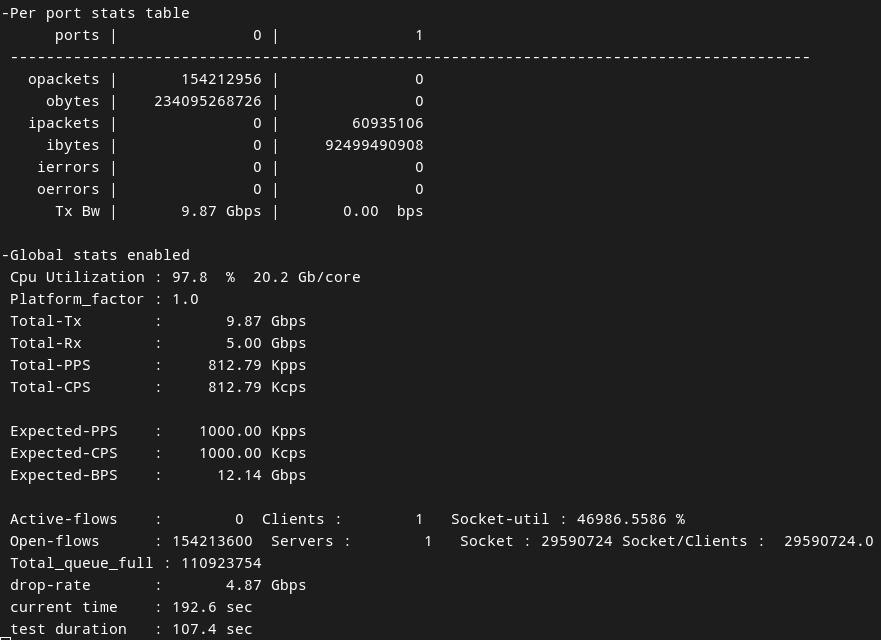 -Per port stats table
ports | 0 | 1
-----------------------------------------------------------------------------------------
opackets | 154212956 | 0
obytes | 234095268726 | 0
ipackets | 0 | 60935106
ibytes | 0 | 92499490908
ierrors | 0 | 0
oerrors | 0 | 0
Tx Bw | 9.87 Gbps | 0.00 bps
-Global stats enabled
Cpu Utilization : 97.8 % 20.2 Gb/core
Platform_factor : 1.0
Total-Tx : 9.87 Gbps
Total-Rx : 5.00 Gbps
Total-PPS : 812.79 Kpps
Total-CPS : 812.79 Kcps
Expected-PPS : 1000.00 Kpps
Expected-CPS : 1000.00 Kcps
Expected-BPS : 12.14 Gbps
Active-flows : 0 Clients : 1 Socket-util : 46986.5586 %
Open-flows : 154213600 Servers : 1 Socket : 29590724 Socket/Clients : 29590724.0
Total_queue_full : 110923754
drop-rate : 4.87 Gbps
current time : 192.6 sec
test duration : 107.4 sec